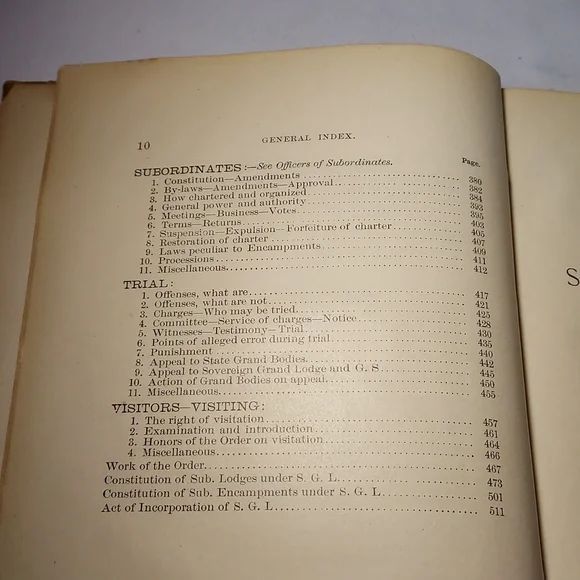 10 GENERAL INDEX.
Page.
SUBORDINATES:—See Officers of Subordinates.
1. Constitution—Amendments 380
2. By-laws—Amendments—Approval 382
3. How chartered and organized 384
4. General power and authority 393
5. Meetings—Business—Votes 395
6. Terms—Returns 403
7. Suspension—Expulsion—Forfeiture of charter 405
8. Restoration of charter 407
9. Laws peculiar to Encampments 409
10. Processions 411
11. Miscellaneous. 412
TRIAL:
1. Offenses, what are 417
2. Offenses, what are not 421
3. Charges—Who may be tried. 425
4. Committee—Service of charges—Notice 428
5. Witnesses—Testimony—Trial 430
6. Points of alleged error during trial 435
7. Punishment 440
8. Appeal to State Grand Bodies. 442
9. Appeal to Sovereign Grand Lodge and G. S. 445
10. Action of Grand Bodies on appeal. 450
11. Miscellaneous 455
VISITORS—VISITING:
1. The right of visitation 457
2. Examination and introduction 461
3. Honors of the Order on visitation 464
4. Miscellaneous 466
Work of the Order. 467
Constitution of Sub. Lodges under S. G. L. 473
Constitution of Sub. Encampments under S. G. L. 501
Act of Incorporation of S. G. L. 511
S